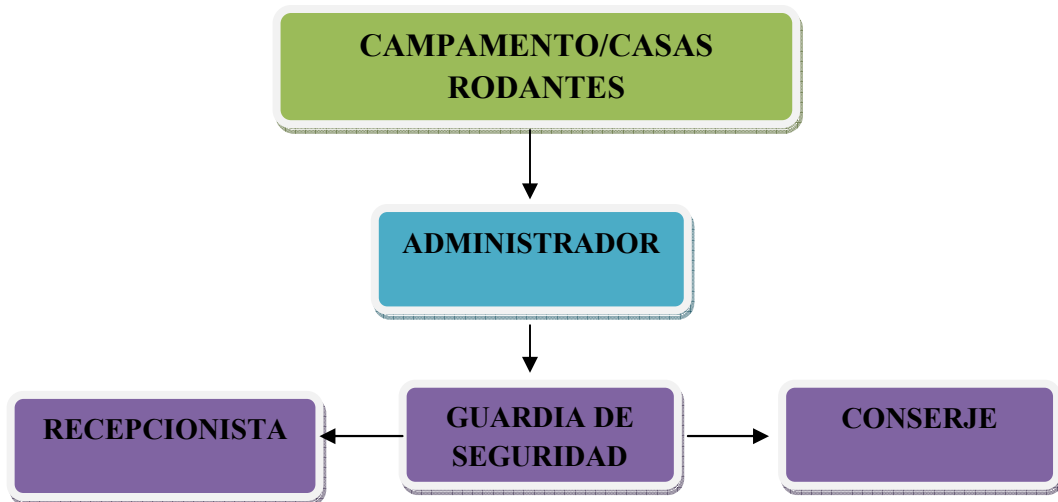 CAMPAMENTO/CASAS
RODANTES
ADMINISTRADOR
RECEPCIONISTA
GUARDIA DE
SEGURIDAD
CONSERJE